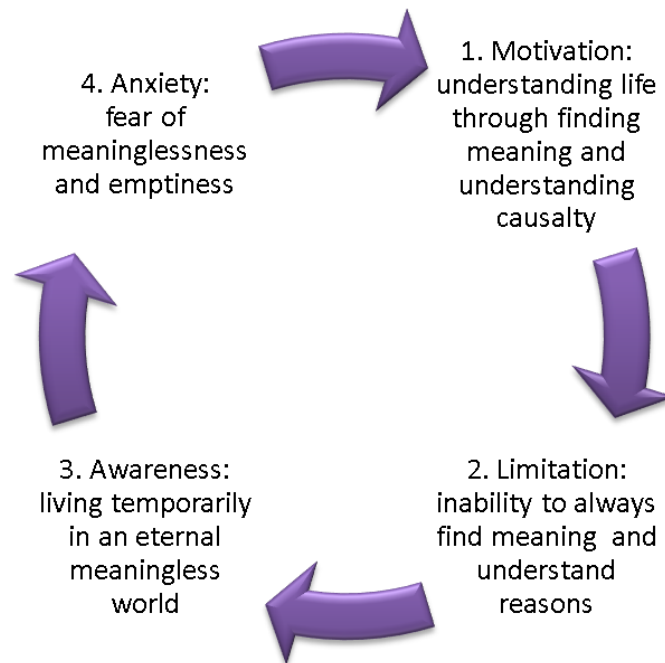 1. Motivation:
understanding life
through finding
meaning and
understanding
causalty
2. Limitation:
inability to always
find meaning and
understand
reasons
3. Awareness:
living temporarily
in an eternal
meaningless
world
4. Anxiety:
fear of
meaninglessness
and emptiness